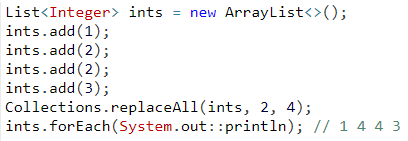 List<Integer> ints = new ArrayList<>();
ints.add(1);
ints.add(2);
ints.add(2);
ints.add(3);
Collections.replaceAll(ints, 2, 4);
ints.forEach(System.out::println); // 1 4 4 3